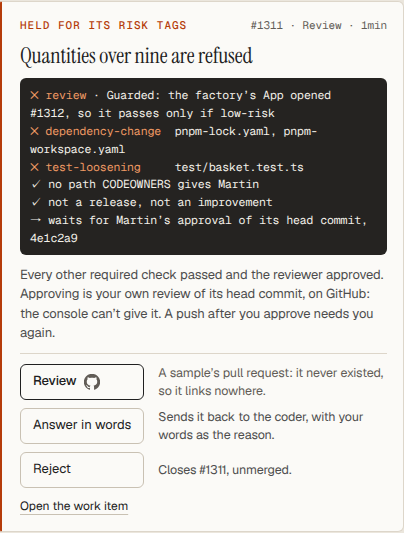 HELD FOR ITS RISK TAGS #1311 · Review · 1min
Quantities over nine are refused
✕ review · Guarded: the factory's App opened
#1312, so it passes only if low-risk
✕ dependency-change pnpm-lock.yaml, pnpm-
workspace.yaml
✕ test-loosening test/basket.test.ts
✓ no path CODEOWNERS gives Martin
✓ not a release, not an improvement
→ waits for Martin's approval of its head commit,
4e1c2a9
Every other required check passed and the reviewer approved.
Approving is your own review of its head commit, on GitHub:
the console can't give it. A push after you approve needs you
again.
Review
A sample's pull request: it never existed,
so it links nowhere.
Answer in words
Sends it back to the coder, with your
words as the reason.
Reject
Closes #1311, unmerged.
Open the work item